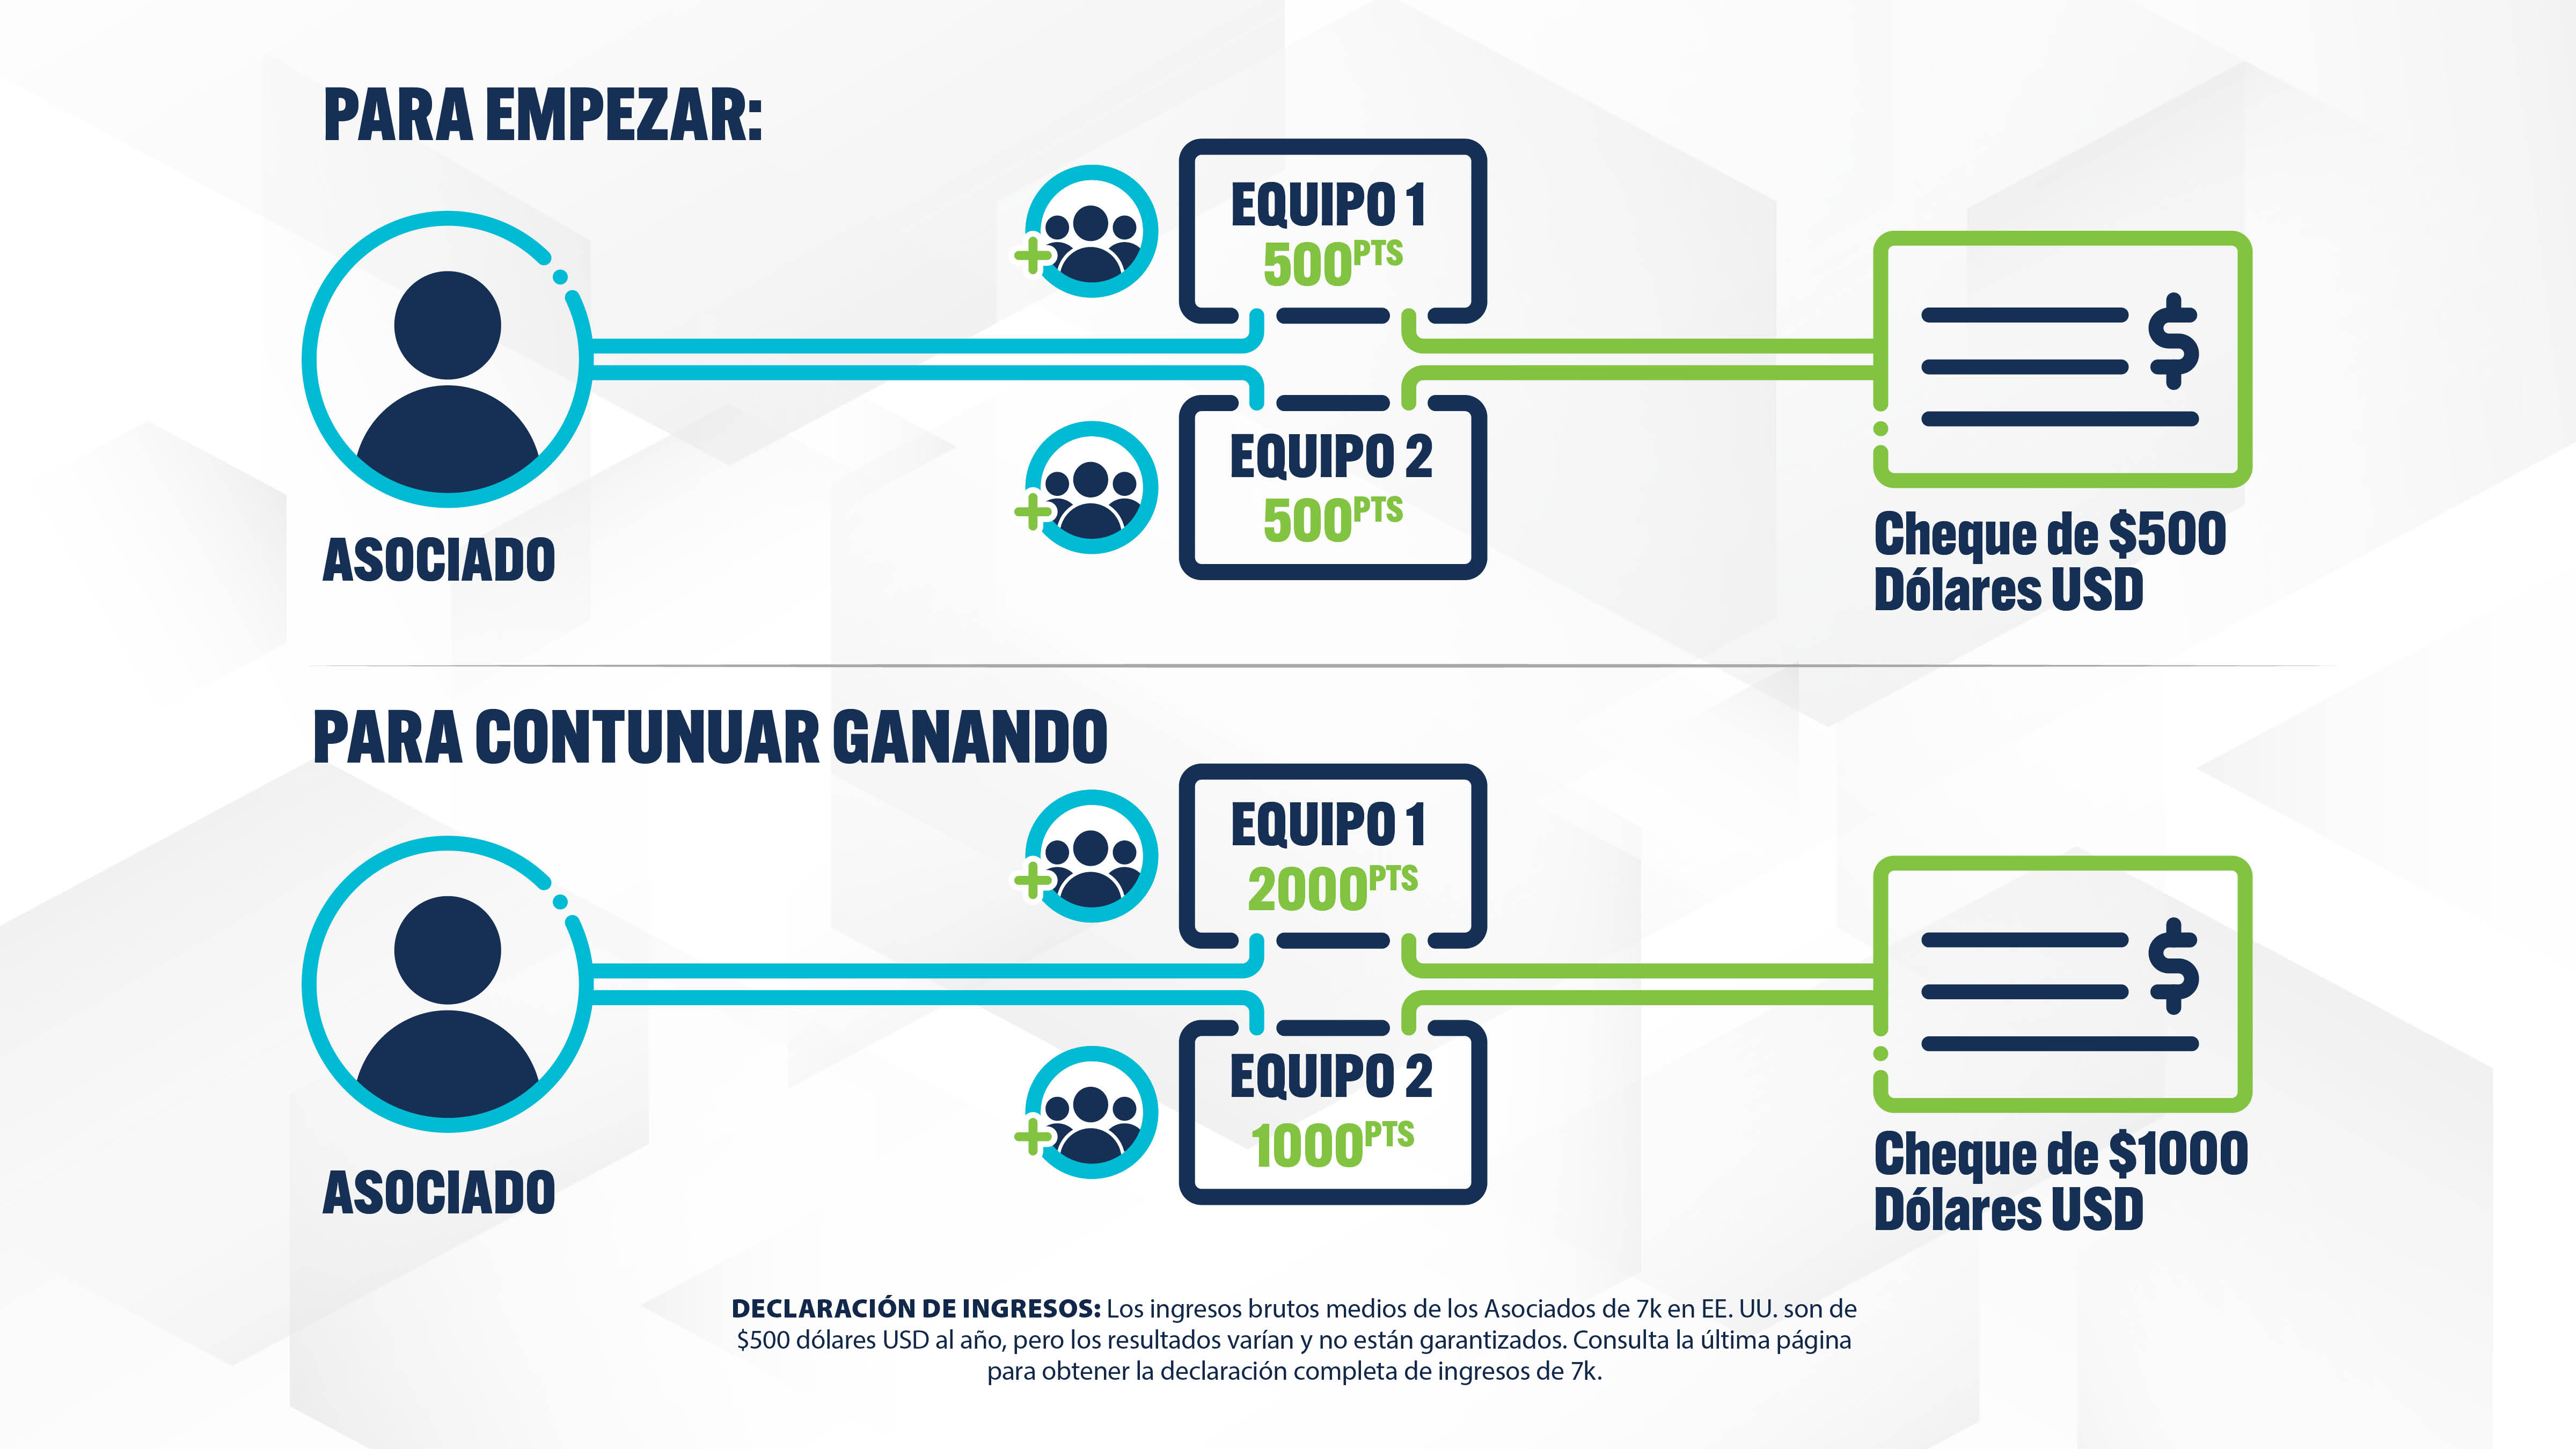 PARA EMPEZAR:
EQUIPO 1
500PTS
EQUIPO 2
500PTS
ASOCIADO
$
Cheque de $500
Dólares USD
PARA CONTUNUAR GANANDO
EQUIPO 1
2000PTS
EQUIPO 2
1000PTS
ASOCIADO
$
Cheque de $1000
Dólares USD
DECLARACIÓN DE INGRESOS: Los ingresos brutos medios de los Asociados de 7k en EE. UU. son de
$500 dólares USD al año, pero los resultados varían y no están garantizados. Consulta la última página
para obtener la declaración completa de ingresos de 7k.